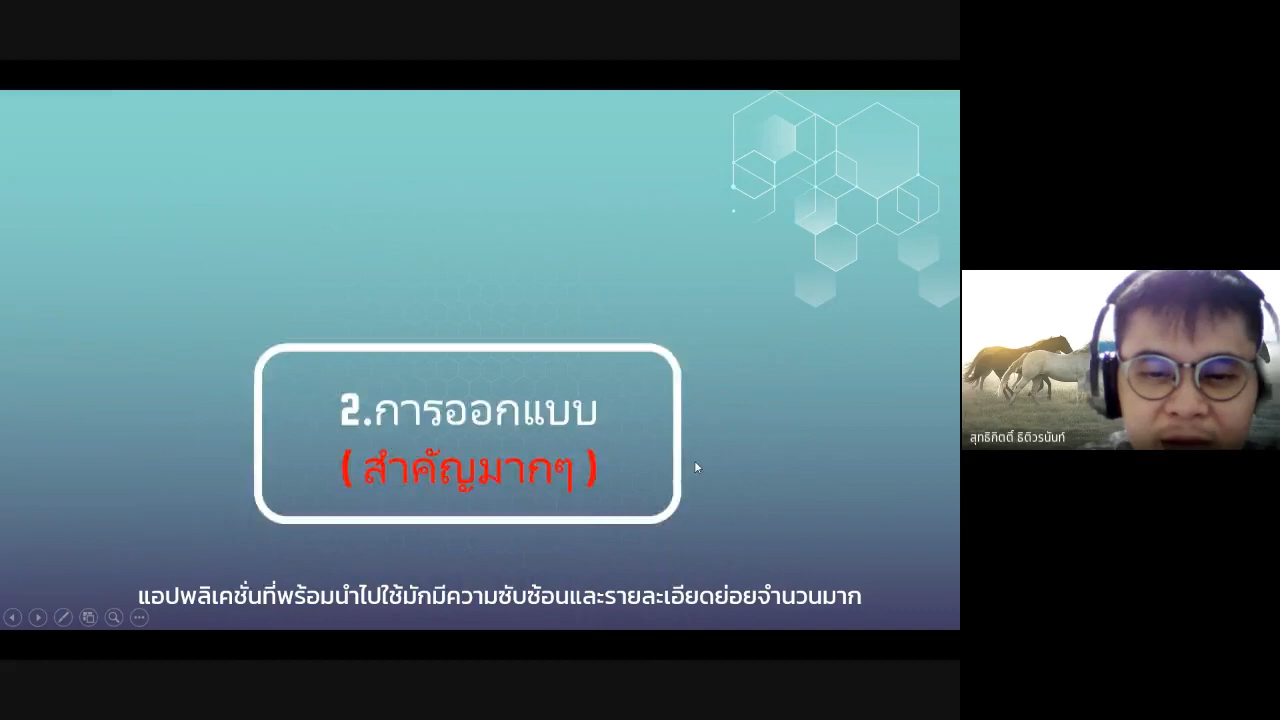 2.การออกแบบ
( สำคัญมากๆ )
แอปพลิเคชั่นที่พร้อมนำไปใช้มักมีความซับซ้อนและรายละเอียดย่อยจำนวนมาก
สุทธิกิตติ์ ธิติวรนันท์